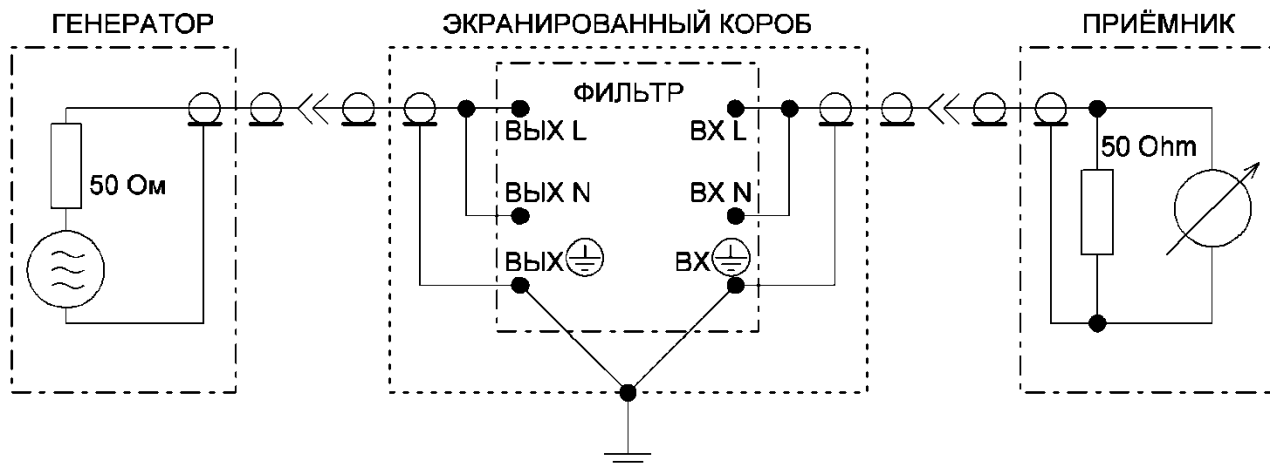 ГЕНЕРАТОР
ЭКРАНИРОВАННЫЙ КОРОБ
ПРИЁМНИК
ФИЛЬТР
ВЫХ L
ВХ L
50 Ohm
50 Ом
ВЫХ N
ВХ N
ВЫХ
ВХ